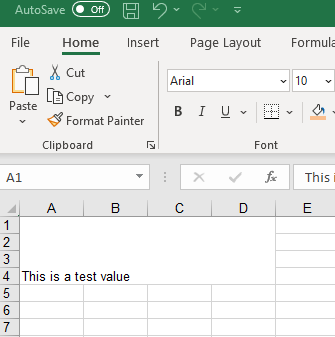 AutoSave Off
File Home Insert Page Layout Formula
Cut
Copy
Format Painter
Paste
Arial 10
B I U
Clipboard Font
A1 fx This i
A B C D E
1
2
3
4 This is a test value
5
6
7